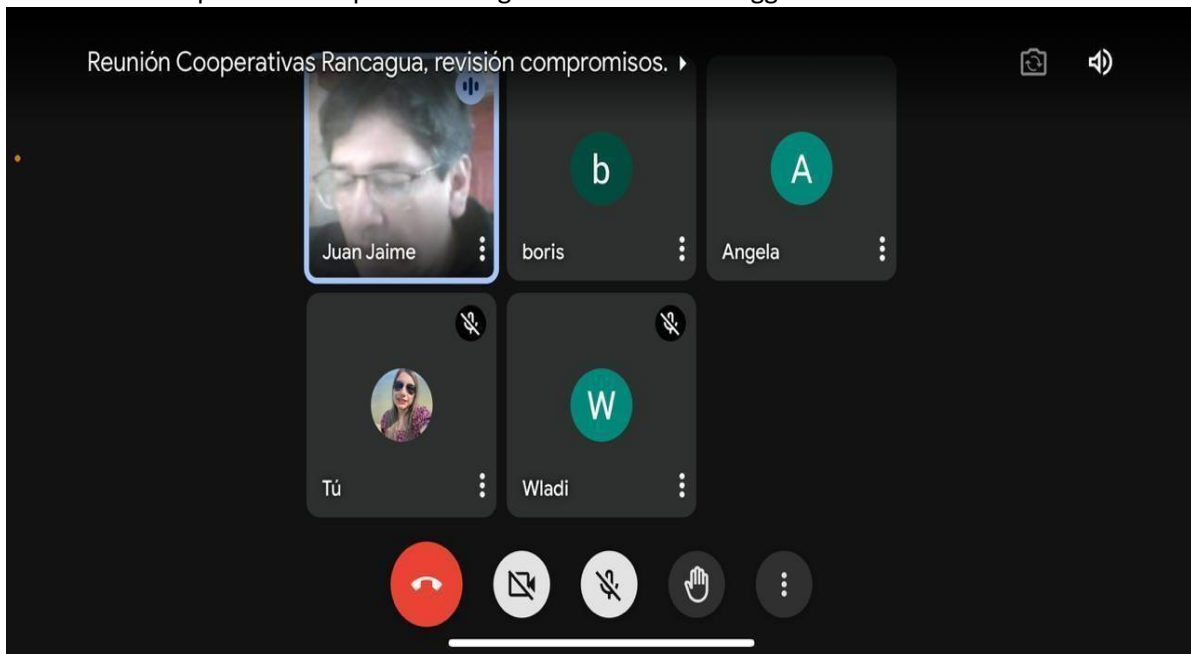 Reunión Cooperativas Rancagua, revisión compromisos.
b
A
Juan Jaime
boris
Angela
W
Tú
Wladi